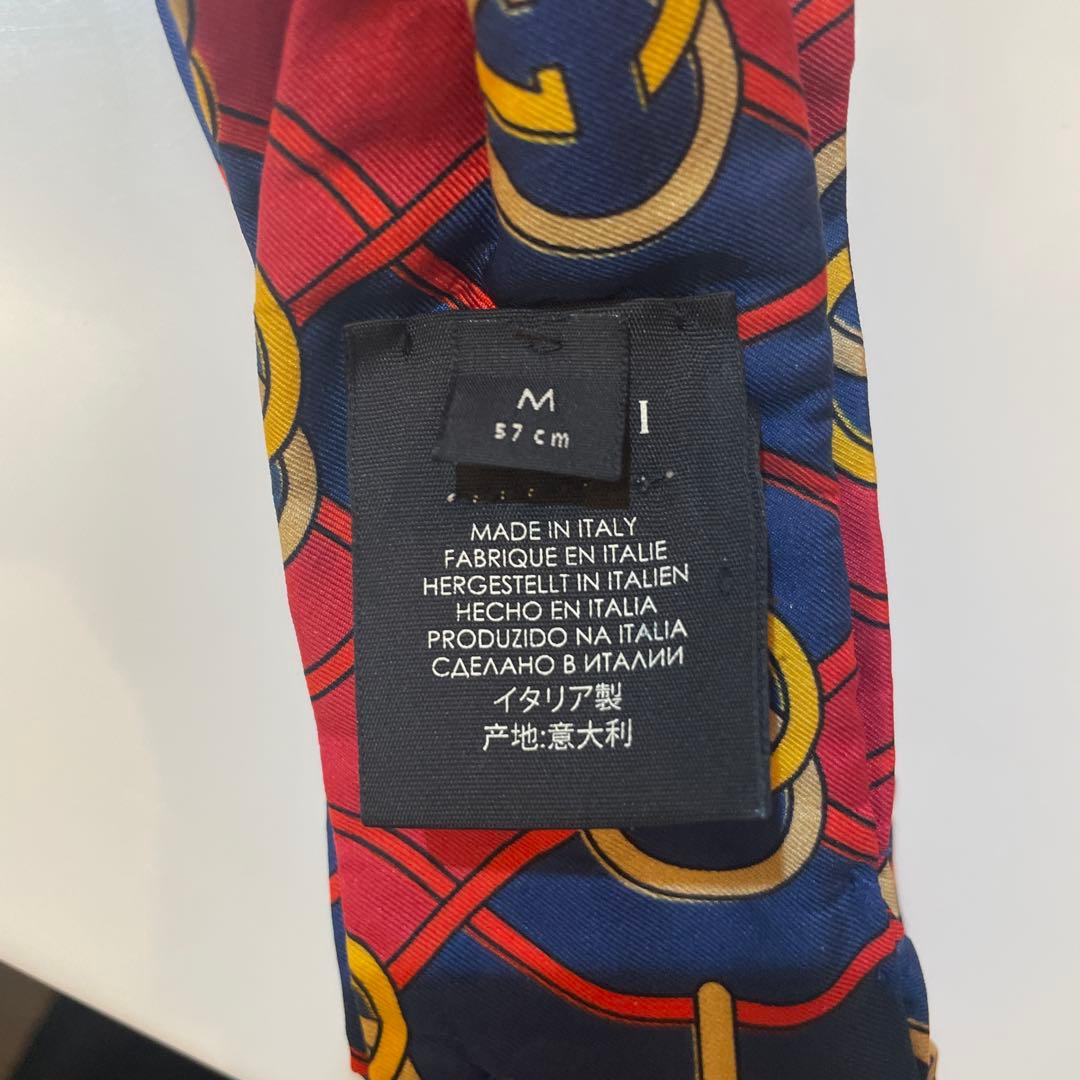 M
57 cm
I
MADE IN ITALY
FABRIQUE EN ITALIE
HERGESTELLT IN ITALIEN
HECHO EN ITALIA
PRODUZIDO NA ITALIA
СДЕЛАНО В ИТАЛИИ
イタリア製
产地:意大利